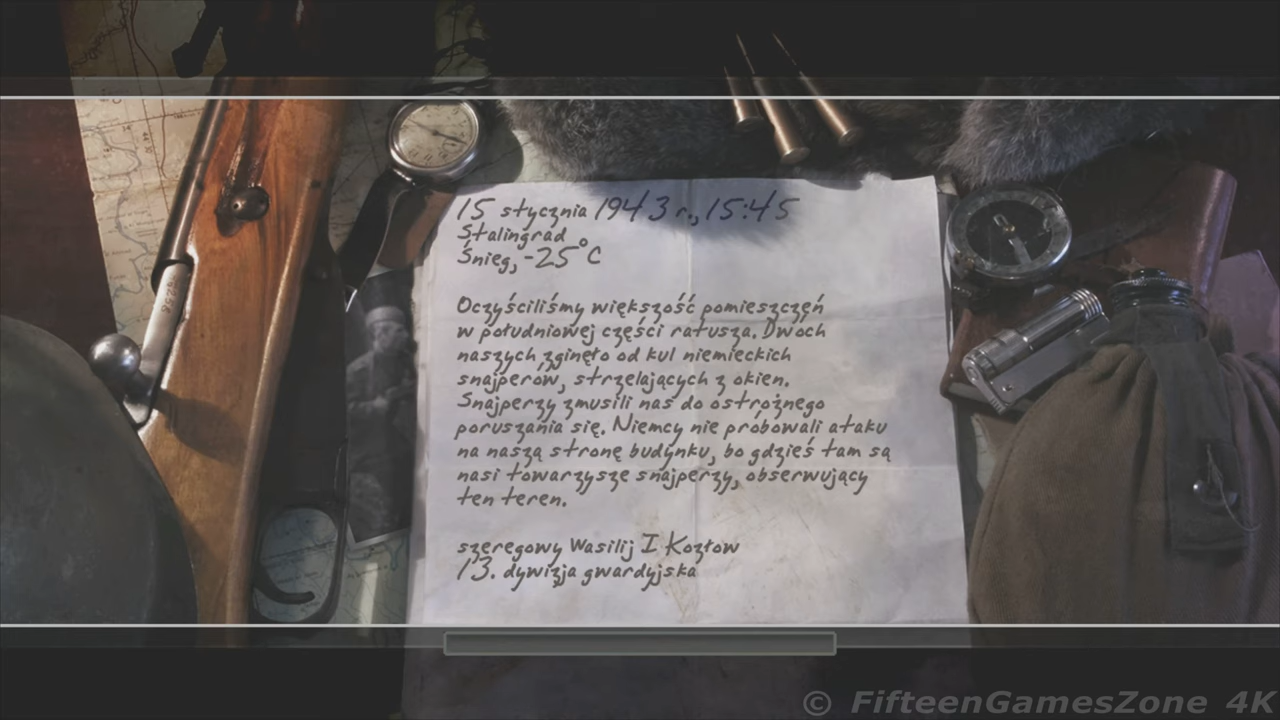 15 stycznia 1943 r., 15:45
Stalingrad
Śnieg, -25°C
Oczyściliśmy większość pomieszczęń
w południowej części ratusza. Dwoch
naszych zginęło od kul niemieckich
snajperów, strzelających z okien.
Snajperzy zmusili nas do ostrożnego
poruszania się. Niemcy nie próbowali ataku
na naszą stronę budynku, bo gdzieś tam są
nasi towarzysze snajperzy, obserwujący
ten teren.
szeregowy Wasilij I Kozłow
13. dywizja gwardyjska
© FifteenGamesZone 4K